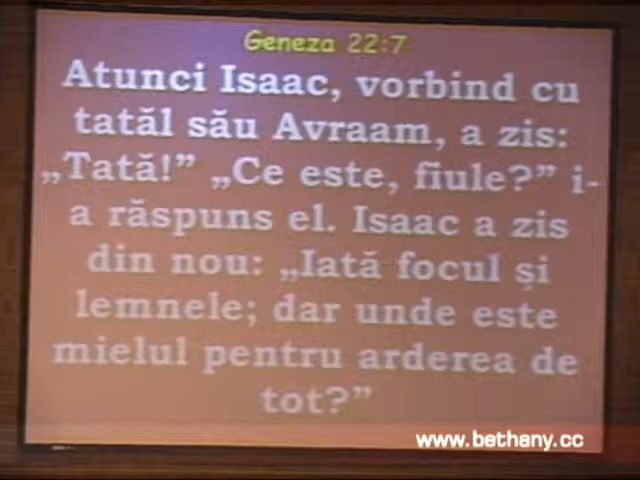 Geneza 22:7
Atunci Isaac, vorbind cu
tatăl său Avraam, a zis:
„Tată!” „Ce este, fiule?” i-
a răspuns el. Isaac a zis
din nou: „Iată focul și
lemnele; dar unde este
mielul pentru arderea de
tot?”
www.bethany.cc